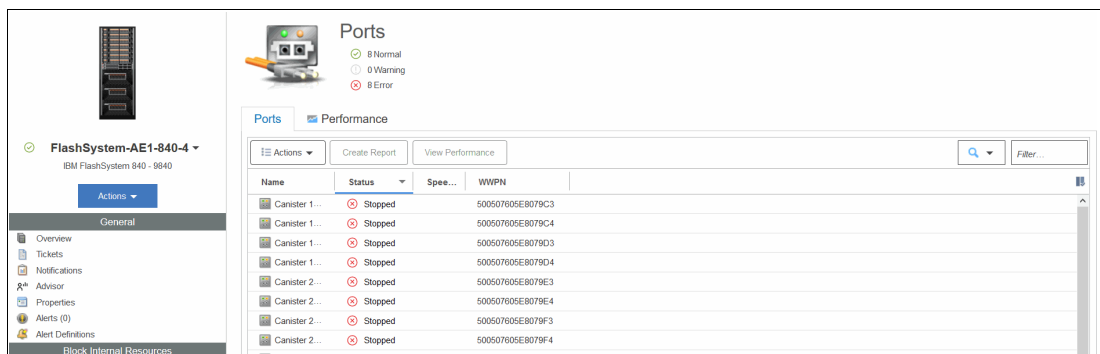 Ports
8 Normal
0 Warning
8 Error
FlashSystem-AE1-840-4
IBM FlashSystem 840 - 9840
Actions
General
Overview
Tickets
Notifications
Advisor
Properties
Alerts (0)
Alert Definitions
Block Internal Resources
Ports Performance
Actions Create Report View Performance Filter...
Name Status Spee... WWPN
Canister 1... Stopped 500507605E8079C3
Canister 1... Stopped 500507605E8079C4
Canister 1... Stopped 500507605E8079D3
Canister 1... Stopped 500507605E8079D4
Canister 2... Stopped 500507605E8079E3
Canister 2... Stopped 500507605E8079E4
Canister 2... Stopped 500507605E8079F3
Canister 2... Stopped 500507605E8079F4